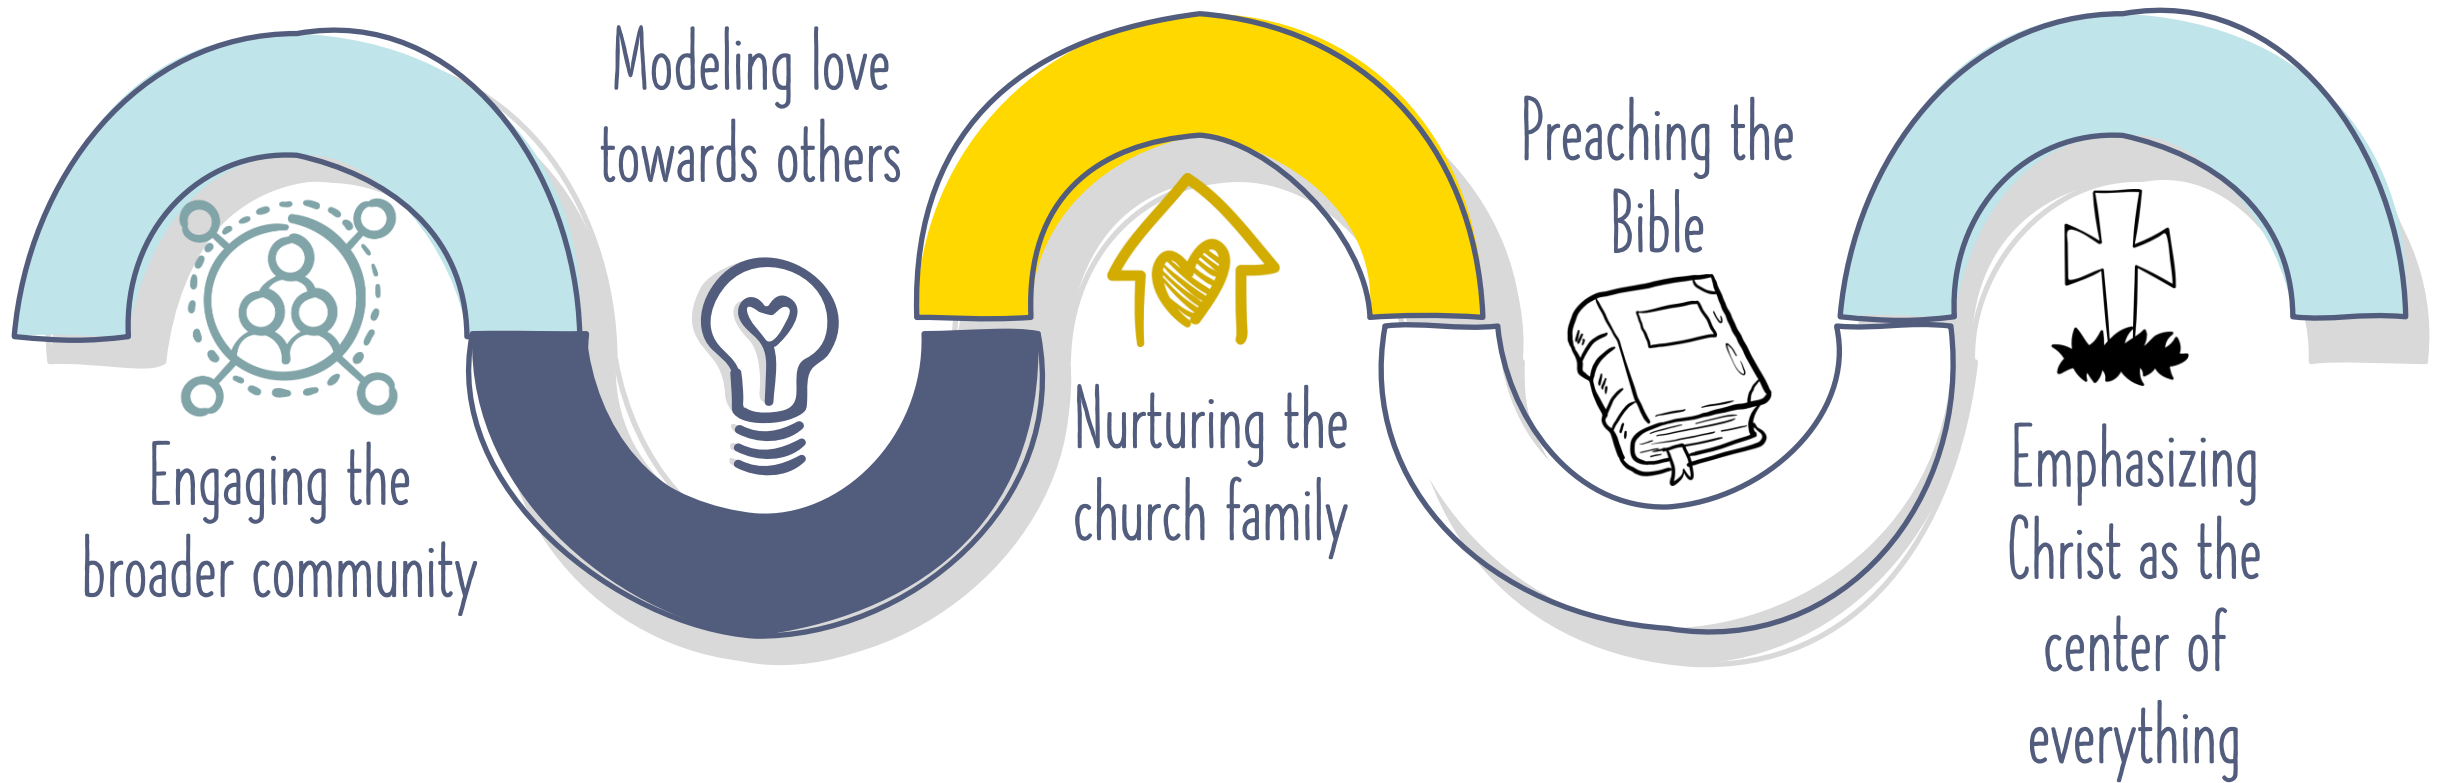 Engaging the
broader community
Modeling love
towards others
Nurturing the
church family
Preaching the
Bible
Emphasizing
Christ as the
center of
everything